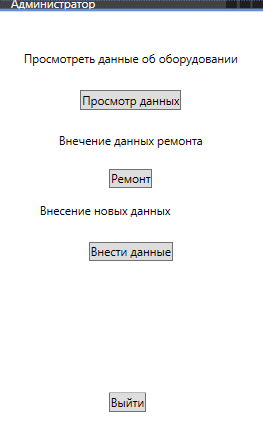 Администратор
Просмотреть данные об оборудовании
Просмотр данных
Внечение данных ремонта
Ремонт
Внесение новых данных
Внести данные
Выйти